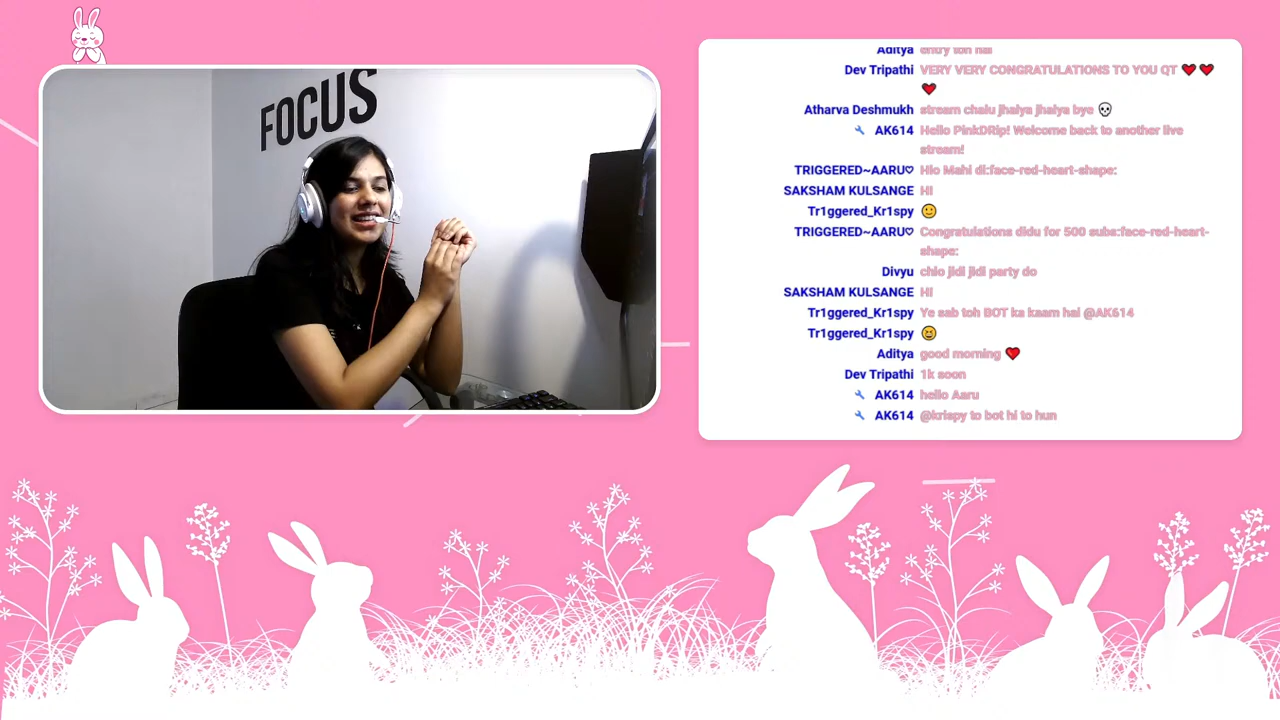 FOCUS
Aditya entry toh hai
Dev Tripathi VERY VERY CONGRATULATIONS TO YOU QT ❤️❤️
❤️
Atharva Deshmukh stream chalu jhalya jhalya bye 💀
AK614 Hello PinkDRip! Welcome back to another live
stream!
TRIGGERED~AARU♡ Hlo Mahi di:face-red-heart-shape:
SAKSHAM KULSANGE HI
Tr1ggered_Kr1spy 🙂
TRIGGERED~AARU♡ Congratulations didu for 500 subs:face-red-heart-
shape:
Divyu chlo jidi jidi party do
SAKSHAM KULSANGE HI
Tr1ggered_Kr1spy Ye sab toh BOT ka kaam hai @AK614
Tr1ggered_Kr1spy 😆
Aditya good morning ❤️
Dev Tripathi 1k soon
AK614 hello Aaru
AK614 @krispy to bot hi to hun